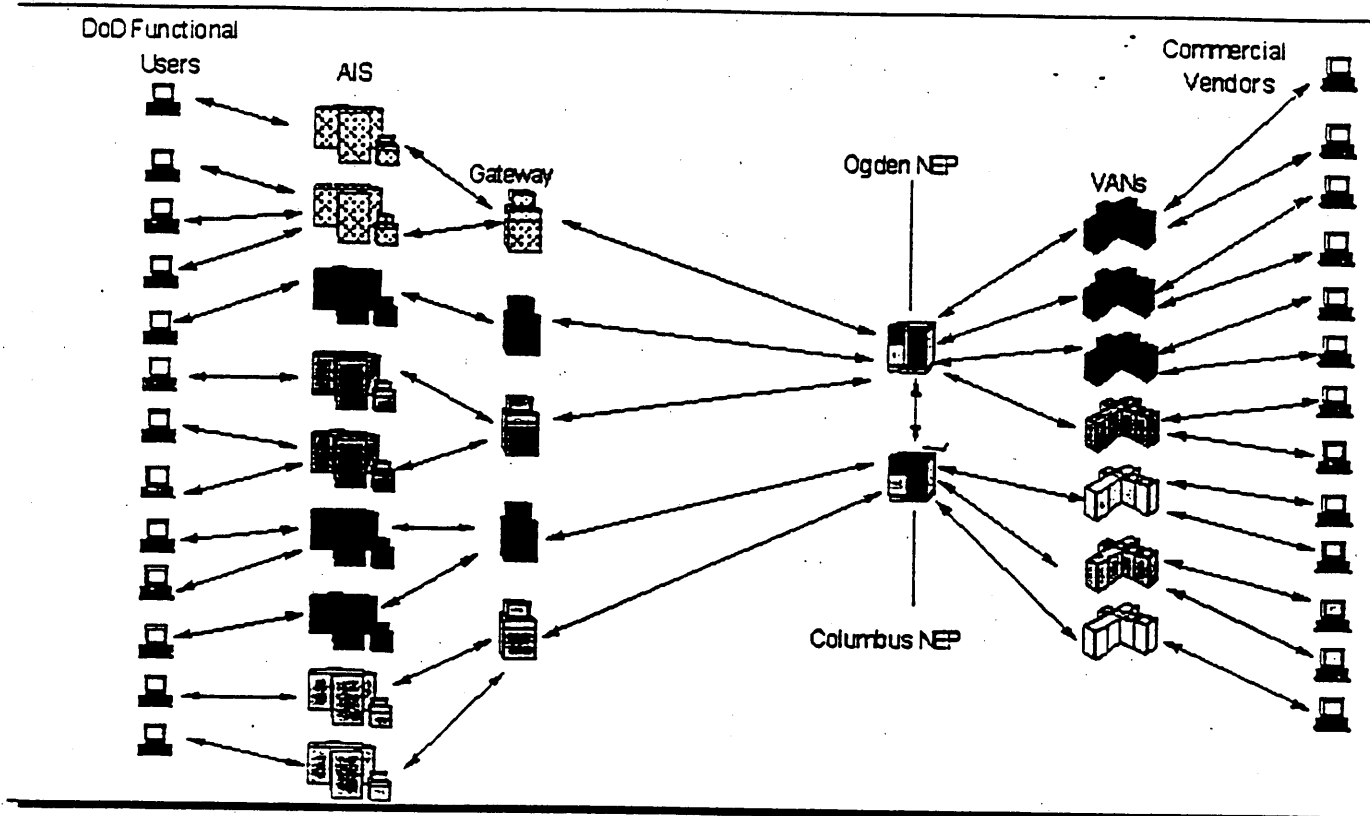 DoD Functional
Users
AIS
Gateway
Ogden NEP
VANs
Commercial
Vendors
Columbus NEP